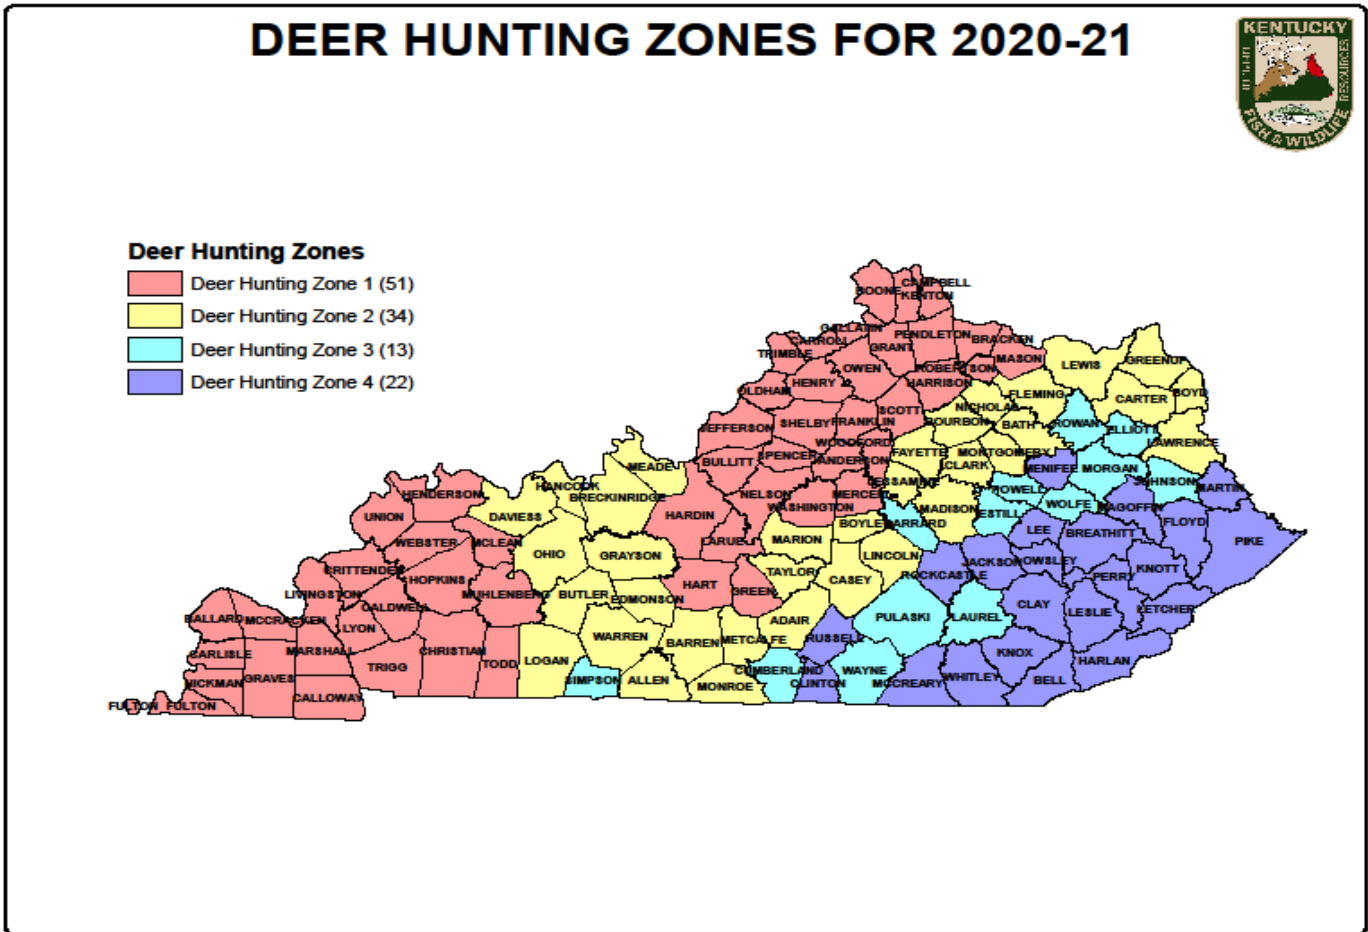 DEER HUNTING ZONES FOR 2020-21
KENTUCKY
DEPT. OF
RESOURCES
FISH & WILDLIFE
Deer Hunting Zones
Deer Hunting Zone 1 (51)
Deer Hunting Zone 2 (34)
Deer Hunting Zone 3 (13)
Deer Hunting Zone 4 (22)
CAMPBELL
BOONE
KENTON
GALLATIN
PENDLETON
CARROLL
BRACKEN
GRANT
TRIMBLE
MASON
OWEN
ROBERTSON
LEWIS
GREENUP
HENRY
HARRISON
OLDHAM
FLEMING
CARTER
BOYD
NICHOLAS
SCOTT
SHELBY
FRANKLIN
BOURBON
BATH
ROWAN
JEFFERSON
ELLIOTT
WOODFORD
LAWRENCE
FAYETTE
MONTGOMERY
SPENCER
ANDERSON
BULLITT
CLARK
MEADE
MENIFEE
MORGAN
JESSAMINE
JOHNSON
HANCOCK
BRECKINRIDGE
HENDERSON
NELSON
MERCER
POWELL
MARTIN
WASHINGTON
WOLFE
MAGOFFIN
MADISON
ESTILL
UNION
DAVIESS
HARDIN
BOYLE
GARRARD
FLOYD
LEE
BREATHITT
WEBSTER
MCLEAN
LARUE
MARION
PIKE
OHIO
GRAYSON
LINCOLN
JACKSON
OWSLEY
CRITTENDEN
TAYLOR
ROCKCASTLE
PERRY
KNOTT
HOPKINS
CASEY
HART
GREEN
LIVINGSTON
MUHLENBERG
BUTLER
EDMONSON
CALDWELL
CLAY
LESLIE
LETCHER
BALLARD
MCCRACKEN
ADAIR
PULASKI
LAUREL
LYON
WARREN
METCALFE
RUSSELL
BARREN
MARSHALL
CHRISTIAN
CARLISLE
KNOX
TRIGG
TODD
LOGAN
HARLAN
CUMBERLAND
WAYNE
HICKMAN
GRAVES
SIMPSON
ALLEN
MONROE
CLINTON
MCCREARY
WHITLEY
BELL
CALLOWAY
FULTON FULTON